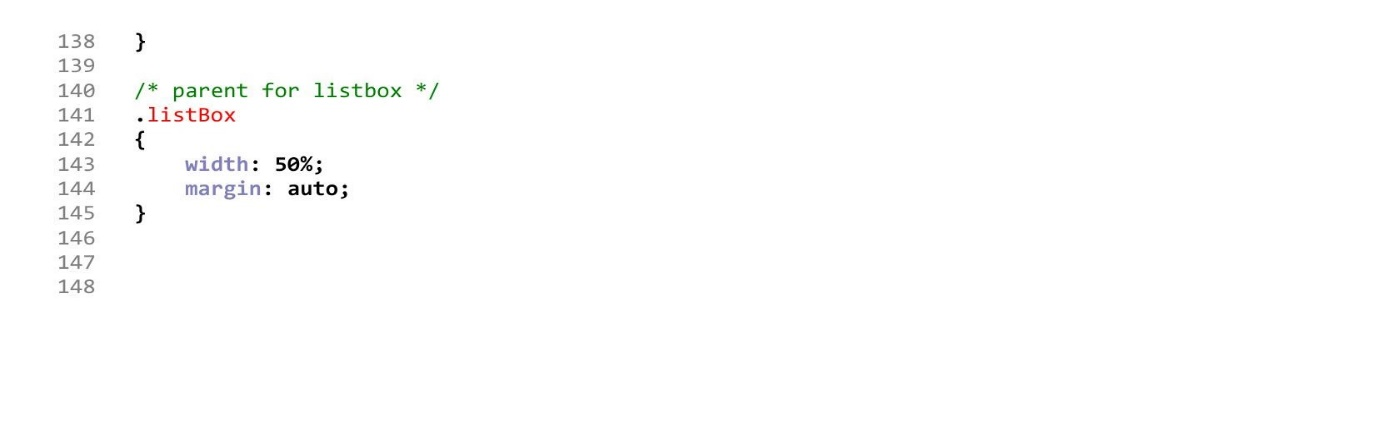 138 }
139
140 /* parent for listbox */
141 .listBox
142 {
143     width: 50%;
144     margin: auto;
145 }
146
147
148